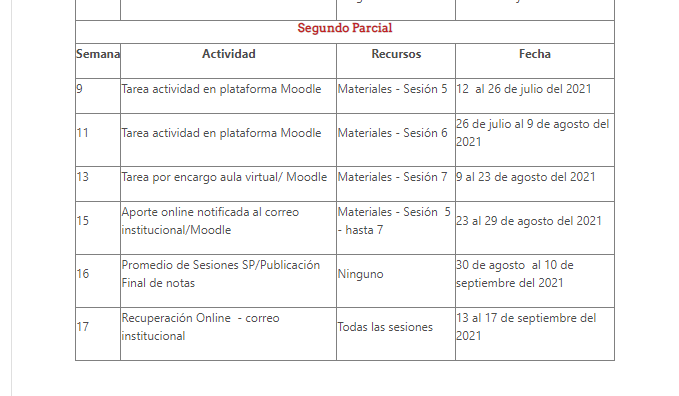 Segundo Parcial
Semana Actividad Recursos Fecha
9 Tarea actividad en plataforma Moodle Materiales - Sesión 5 12 al 26 de julio del 2021
11 Tarea actividad en plataforma Moodle Materiales - Sesión 6 26 de julio al 9 de agosto del
2021
13 Tarea por encargo aula virtual/ Moodle Materiales - Sesión 7 9 al 23 de agosto del 2021
15 Aporte online notificada al correo
institucional/Moodle
Materiales - Sesión 5
- hasta 7
23 al 29 de agosto del 2021
16 Promedio de Sesiones SP/Publicación
Final de notas
Ninguno
30 de agosto al 10 de
septiembre del 2021
17 Recuperación Online - correo
institucional
Todas las sesiones
13 al 17 de septiembre del
2021